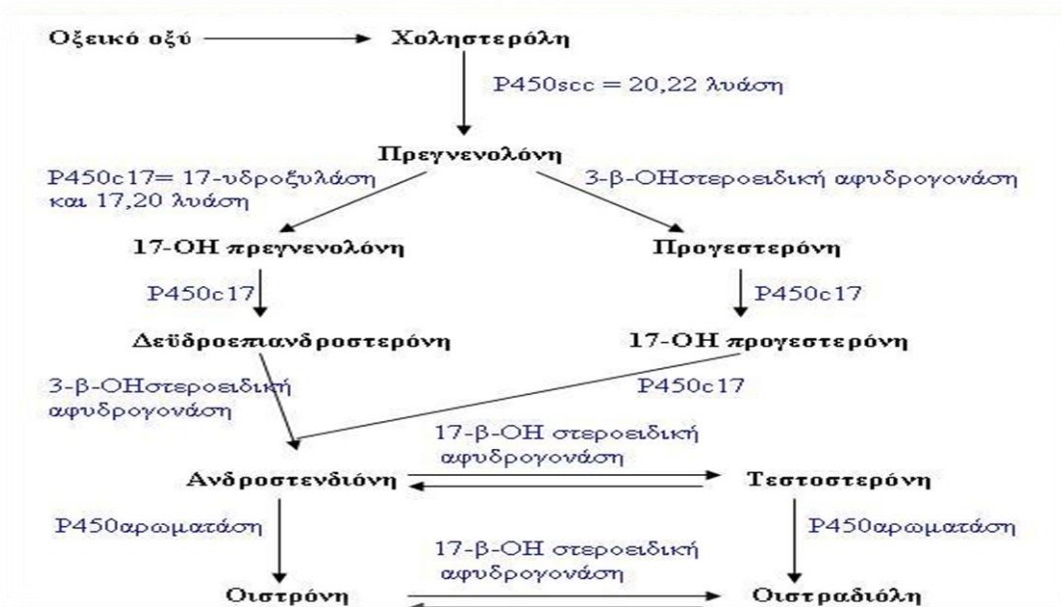 Οξεικό οξύ Χοληστερόλη
P450scc = 20,22 λυάση
Πρεγνενολόνη
P450c17= 17-υδροξυλάση
και 17,20 λυάση
3-β-ΟΗστεροειδική αφυδρογονάση
17-ΟΗ πρεγνενολόνη Προγεστερόνη
P450c17 P450c17
Δεϋδροεπιανδροστερόνη 17-ΟΗ προγεστερόνη
3-β-ΟΗστεροειδική
αφυδρογονάση
P450c17
17-β-ΟΗ στεροειδική
αφυδρογονάση
Ανδροστενδιόνη Τεστοστερόνη
P450αρωματάση P450αρωματάση
17-β-ΟΗ στεροειδική
αφυδρογονάση
Οιστρόνη Οιστραδιόλη